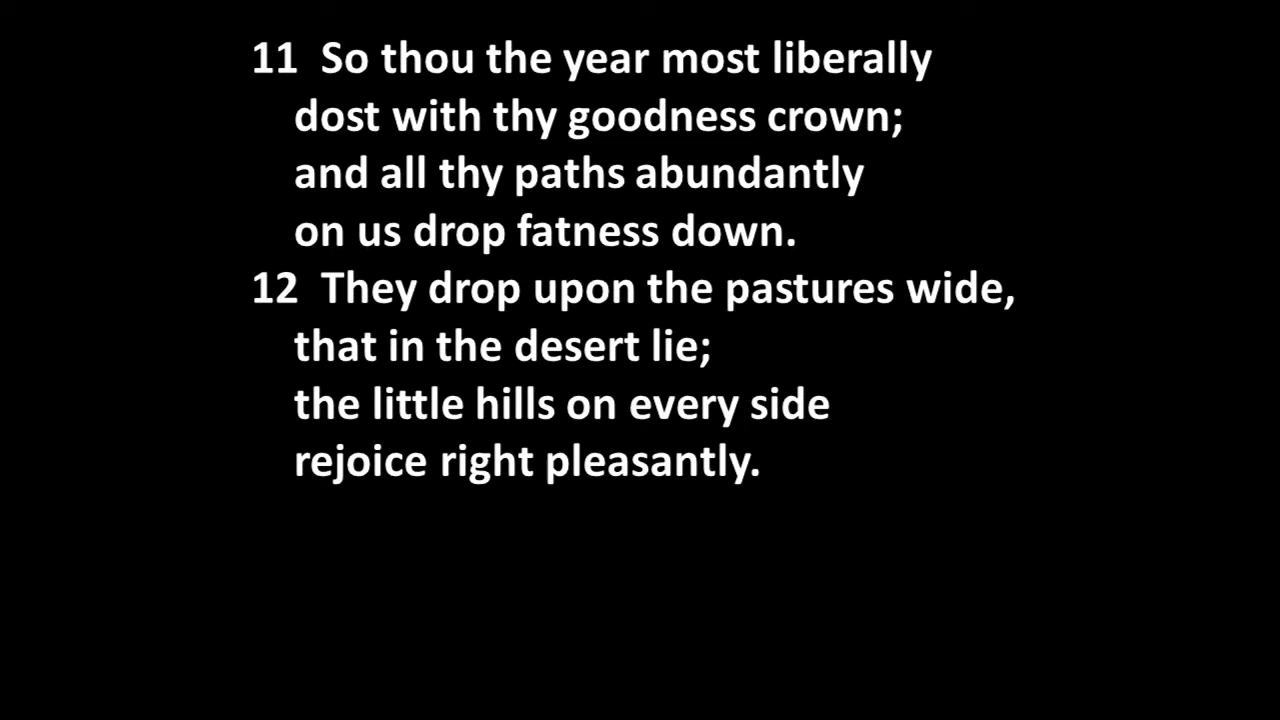 11 So thou the year most liberally
dost with thy goodness crown;
and all thy paths abundantly
on us drop fatness down.
12 They drop upon the pastures wide,
that in the desert lie;
the little hills on every side
rejoice right pleasantly.